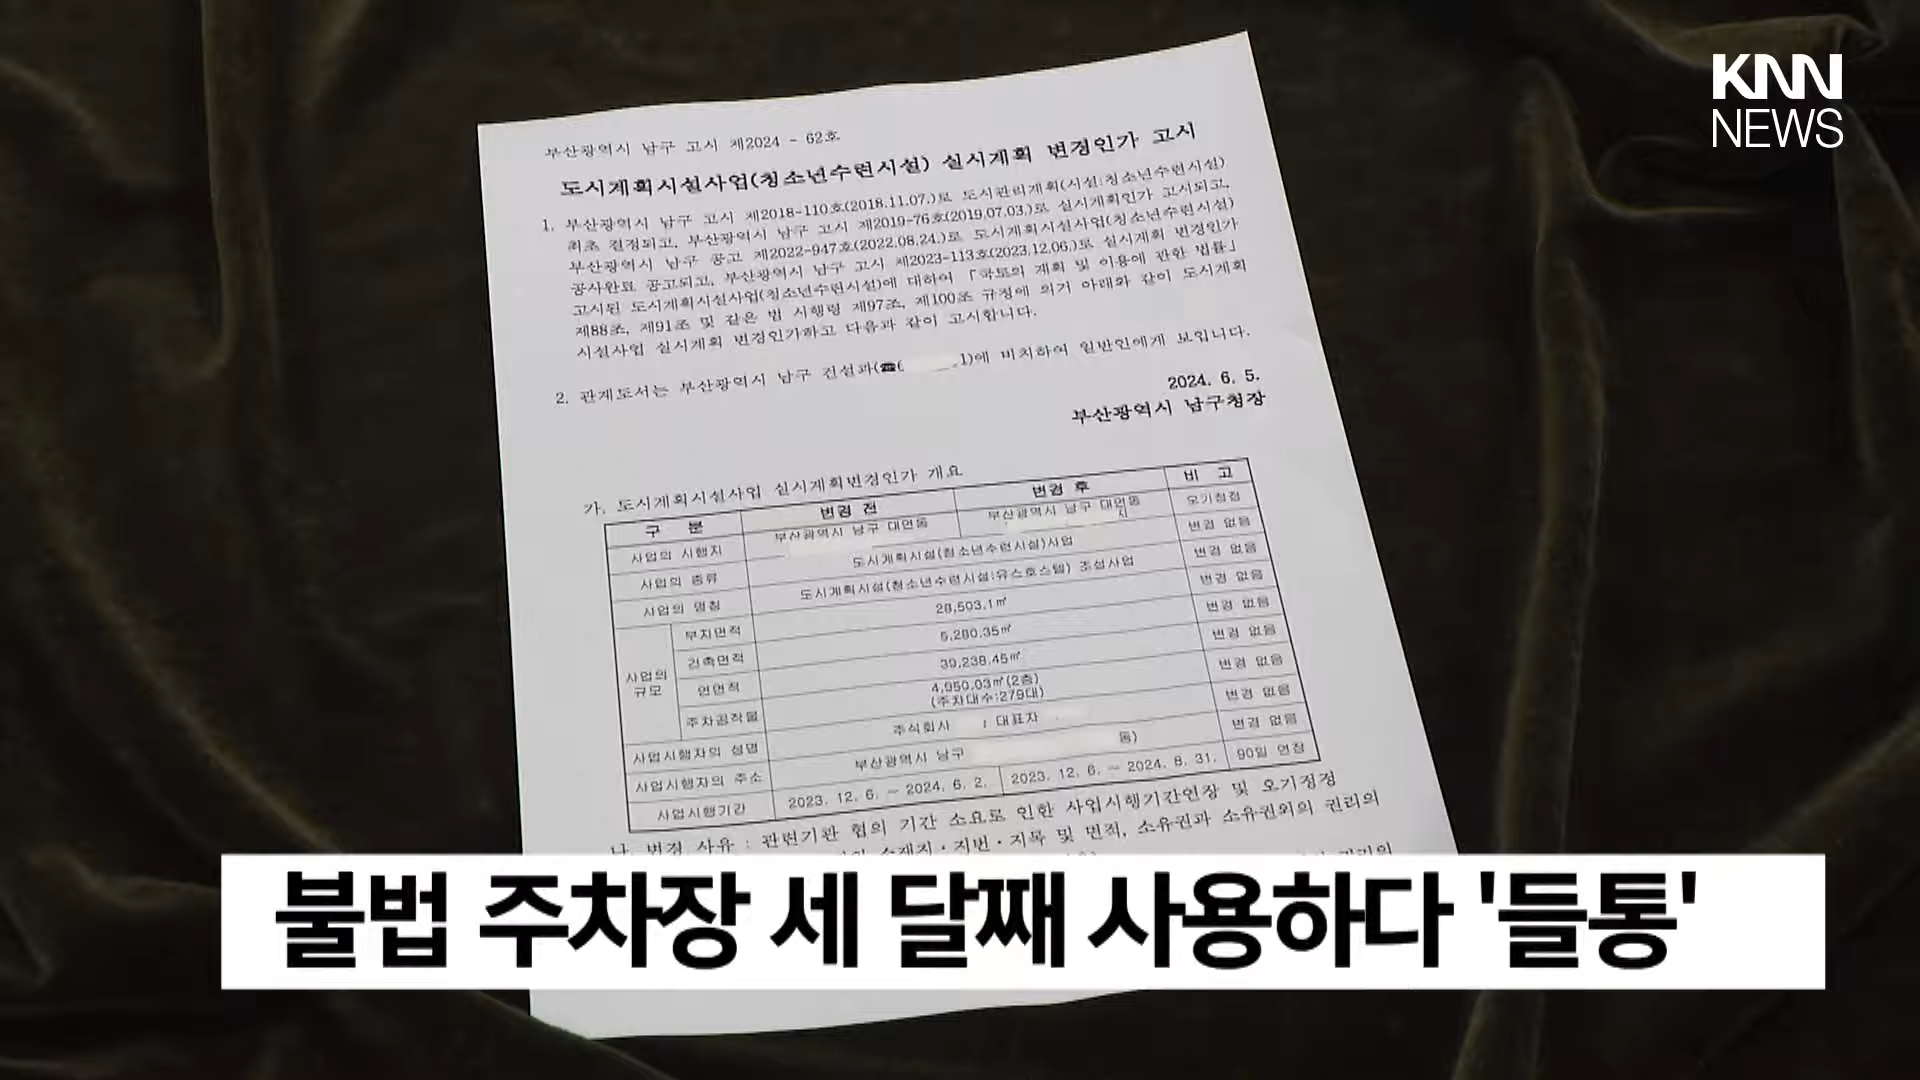 KNN
NEWS
부산광역시 남구 고시 제2024 - 62호
도시계획시설사업(청소년수련시설) 실시계획 변경인가 고시
1. 부산광역시 남구 고시 제2018-110호(2018.11.07.)로 도시관리계획(시설:청소년수련시설)
최초 결정되고, 부산광역시 남구 고시 제2019-76호(2019.07.03.)로 실시계획인가 고시되고,
부산광역시 남구 공고 제2022-947호(2022.08.24.)로 도시계획시설사업(청소년수련시설)
공사완료 공고되고, 부산광역시 남구 고시 제2023-113호(2023.12.06.)로 실시계획 변경인가
고시된 도시계획시설사업(청소년수련시설)에 대하여 「국토의 계획 및 이용에 관한 법률」
제88조, 제91조 및 같은 법 시행령 제97조, 제100조 규정에 의거 아래와 같이 도시계획
시설사업 실시계획 변경인가하고 다음과 같이 고시합니다.
2. 관계도서는 부산광역시 남구 건설과(☎( 1)에 비치하여 일반인에게 보입니다.
2024. 6. 5.
부산광역시 남구청장
가. 도시계획시설사업 실시계획변경인가 개요
구 분 변경 전 변경 후 비 고
사업의 시행지 부산광역시 남구 대연동 부산광역시 남구 대연동 지 오기정정
사업의 종류 도시계획시설(청소년수련시설)사업 변경 없음
사업의 명칭 도시계획시설(청소년수련시설:유스호스텔) 조성사업 변경 없음
사업의 규모 부지면적 28,503.1㎡ 변경 없음
건축면적 5,280.35㎡ 변경 없음
연면적 39,238.45㎡ 변경 없음
주차공작물 4,950.03㎡(2층) 변경 없음
(주차대수:279대)
사업시행자의 성명 주식회사 : 대표자 변경 없음
사업시행자의 주소 부산광역시 남구 동) 변경 없음
사업시행기간 2023. 12. 6. ~ 2024. 6. 2. 2023. 12. 6. ~ 2024. 8. 31. 90일 연장
나. 변경 사유 : 관련기관 협의 기간 소요로 인한 사업시행기간연장 및 오기정정
소재지·지번·지목 및 면적, 소유권과 소유권외의 권리의
불법 주차장 세 달째 사용하다 '들통'